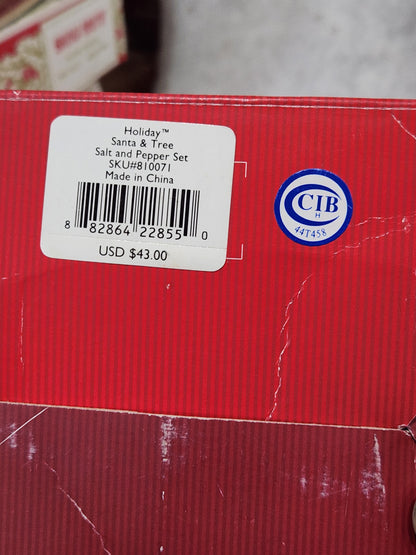 Holiday™
Santa & Tree
Salt and Pepper Set
SKU#810071
Made in China
8 82864 22855 0
USD $43.00
CIB
H
44T458